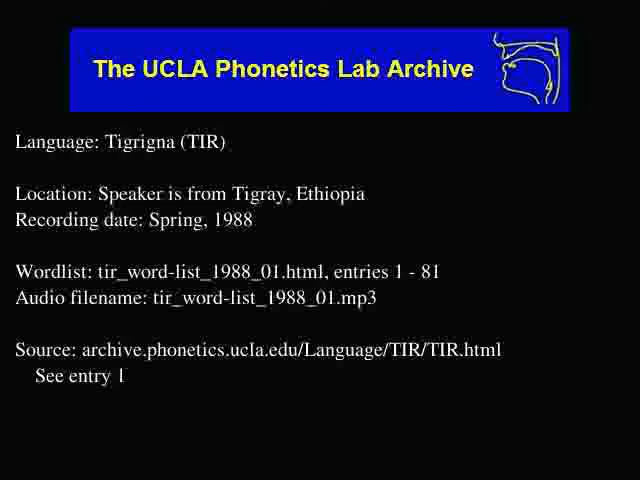 The UCLA Phonetics Lab Archive
Language: Tigrigna (TIR)
Location: Speaker is from Tigray, Ethiopia
Recording date: Spring, 1988
Wordlist: tir_word-list_1988_01.html, entries 1 - 81
Audio filename: tir_word-list_1988_01.mp3
Source: archive.phonetics.ucla.edu/Language/TIR/TIR.html
See entry 1